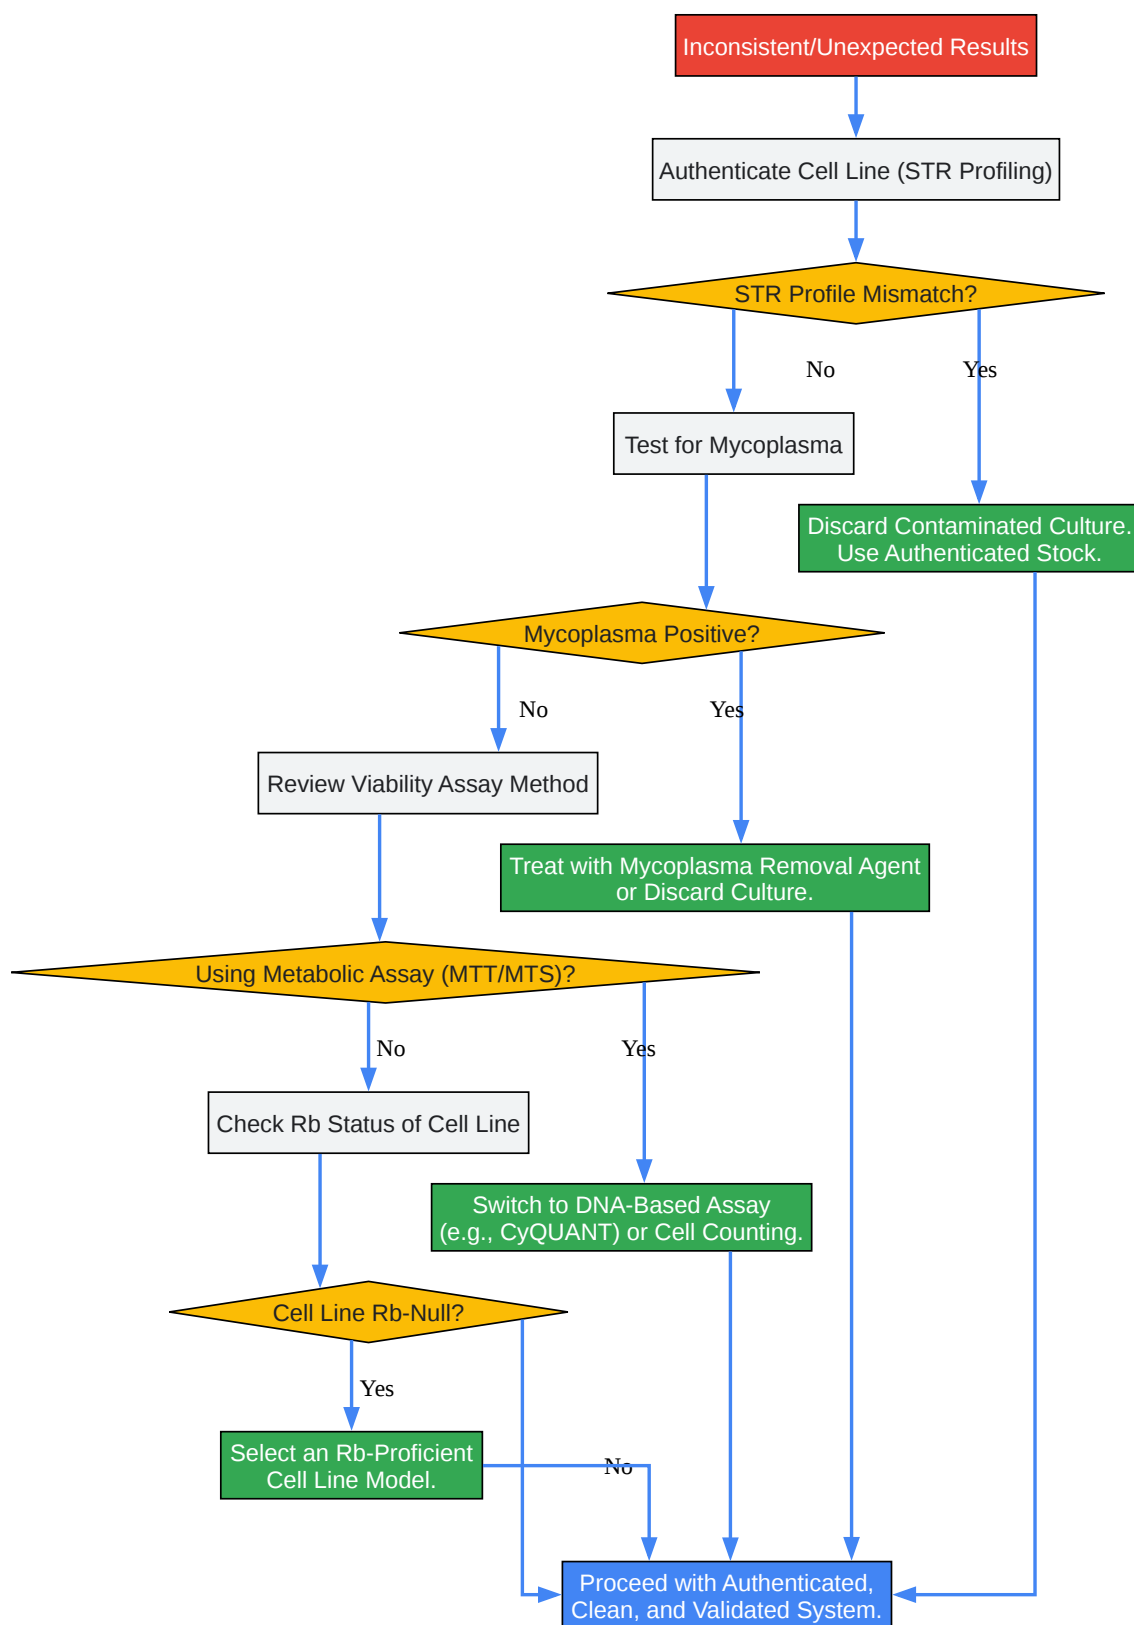 Inconsistent/Unexpected Results
Authenticate Cell Line (STR Profiling)
STR Profile Mismatch?
No
Yes
Test for Mycoplasma
Discard Contaminated Culture.
Use Authenticated Stock.
Mycoplasma Positive?
No
Yes
Review Viability Assay Method
Treat with Mycoplasma Removal Agent
or Discard Culture.
Using Metabolic Assay (MTT/MTS)?
No
Yes
Check Rb Status of Cell Line
Switch to DNA-Based Assay
(e.g., CyQUANT) or Cell Counting.
Cell Line Rb-Null?
Yes
Select an Rb-Proficient
Cell Line Model.
No
Proceed with Authenticated,
Clean, and Validated System.